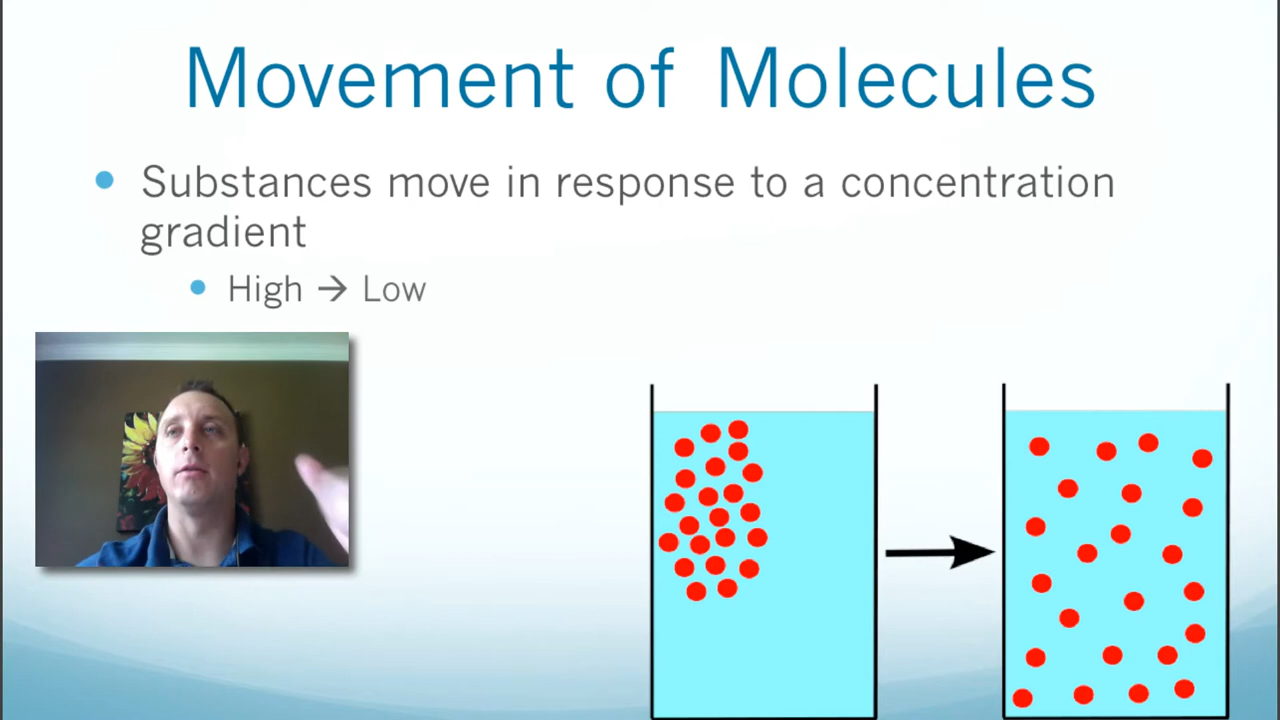 Movement of Molecules
Substances move in response to a concentration
gradient
High → Low